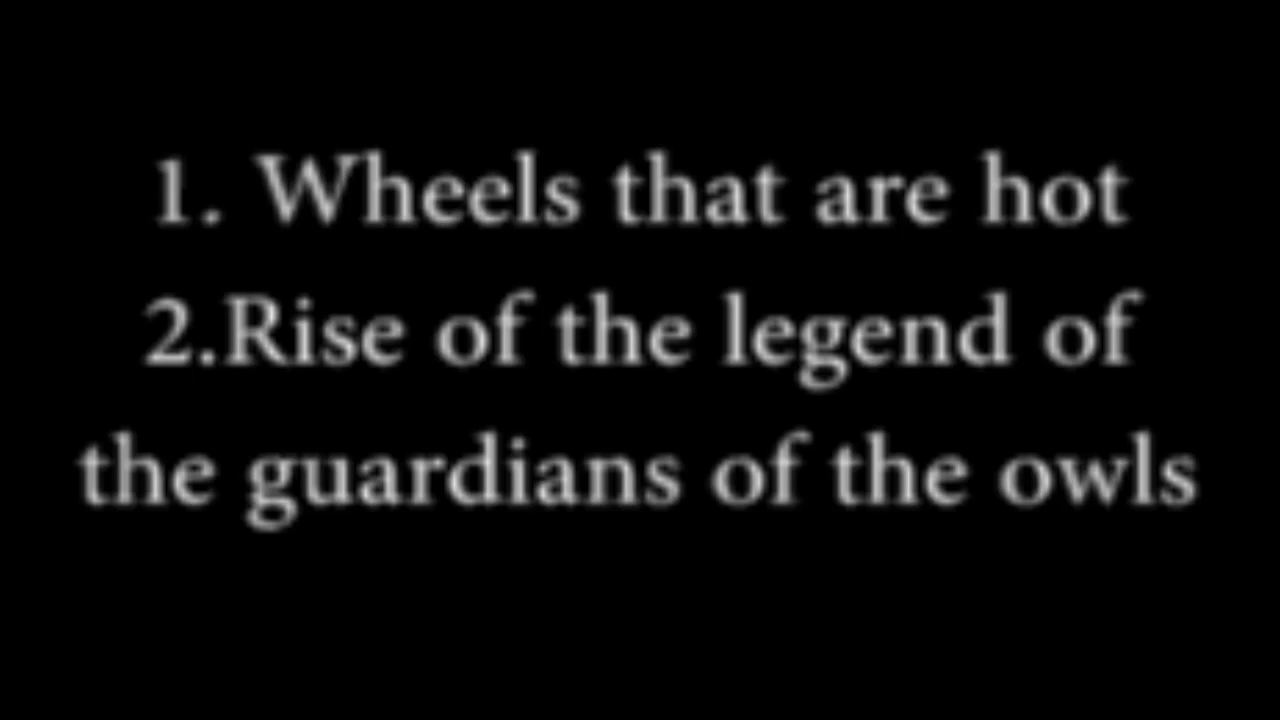 1. Wheels that are hot
2.Rise of the legend of
the guardians of the owls